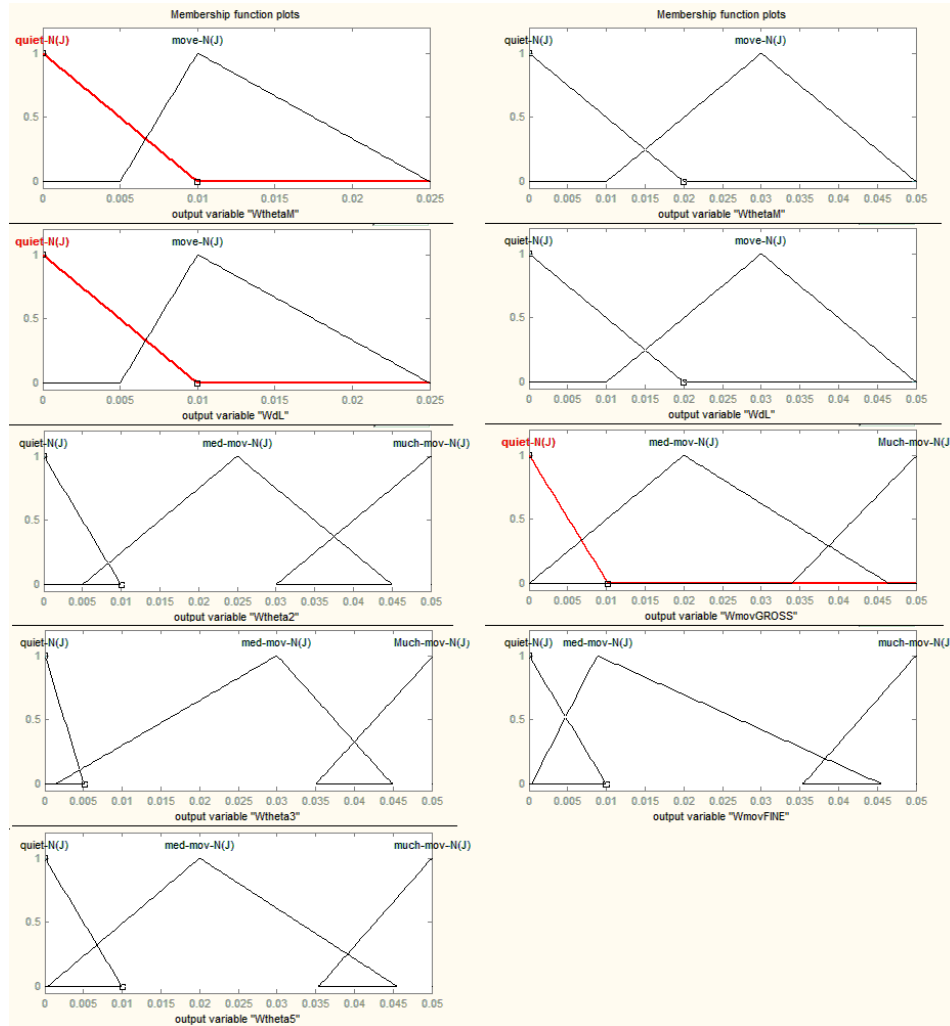 Membership function plots
quiet-N(J) move-N(J)
1
0.5
0
0 0.005 0.01 0.015 0.02 0.025
output variable "WthetaM"
quiet-N(J) move-N(J)
1
0.5
0
0 0.005 0.01 0.015 0.02 0.025
output variable "WdL"
quiet-N(J) med-mov-N(J) much-mov-N(J)
1
0.5
0
0 0.005 0.01 0.015 0.02 0.025 0.03 0.035 0.04 0.045 0.05
output variable "Wtheta2"
quiet-N(J) med-mov-N(J) Much-mov-N(J)
1
0.5
0
0 0.005 0.01 0.015 0.02 0.025 0.03 0.035 0.04 0.045 0.05
output variable "Wtheta3"
quiet-N(J) med-mov-N(J) much-mov-N(J)
1
0.5
0
0 0.005 0.01 0.015 0.02 0.025 0.03 0.035 0.04 0.045 0.05
output variable "Wtheta5"
Membership function plots
quiet-N(J) move-N(J)
1
0.5
0
0 0.005 0.01 0.015 0.02 0.025 0.03 0.035 0.04 0.045 0.05
output variable "WthetaM"
quiet-N(J) move-N(J)
1
0.5
0
0 0.005 0.01 0.015 0.02 0.025 0.03 0.035 0.04 0.045 0.05
output variable "WdL"
quiet-N(J) med-mov-N(J) Much-mov-N(J
1
0.5
0
0 0.005 0.01 0.015 0.02 0.025 0.03 0.035 0.04 0.045 0.05
output variable "WmovGROSS"
quiet-N(J) med-mov-N(J) much-mov-N(J
1
0.5
0
0 0.005 0.01 0.015 0.02 0.025 0.03 0.035 0.04 0.045 0.05
output variable "WmovFINE"